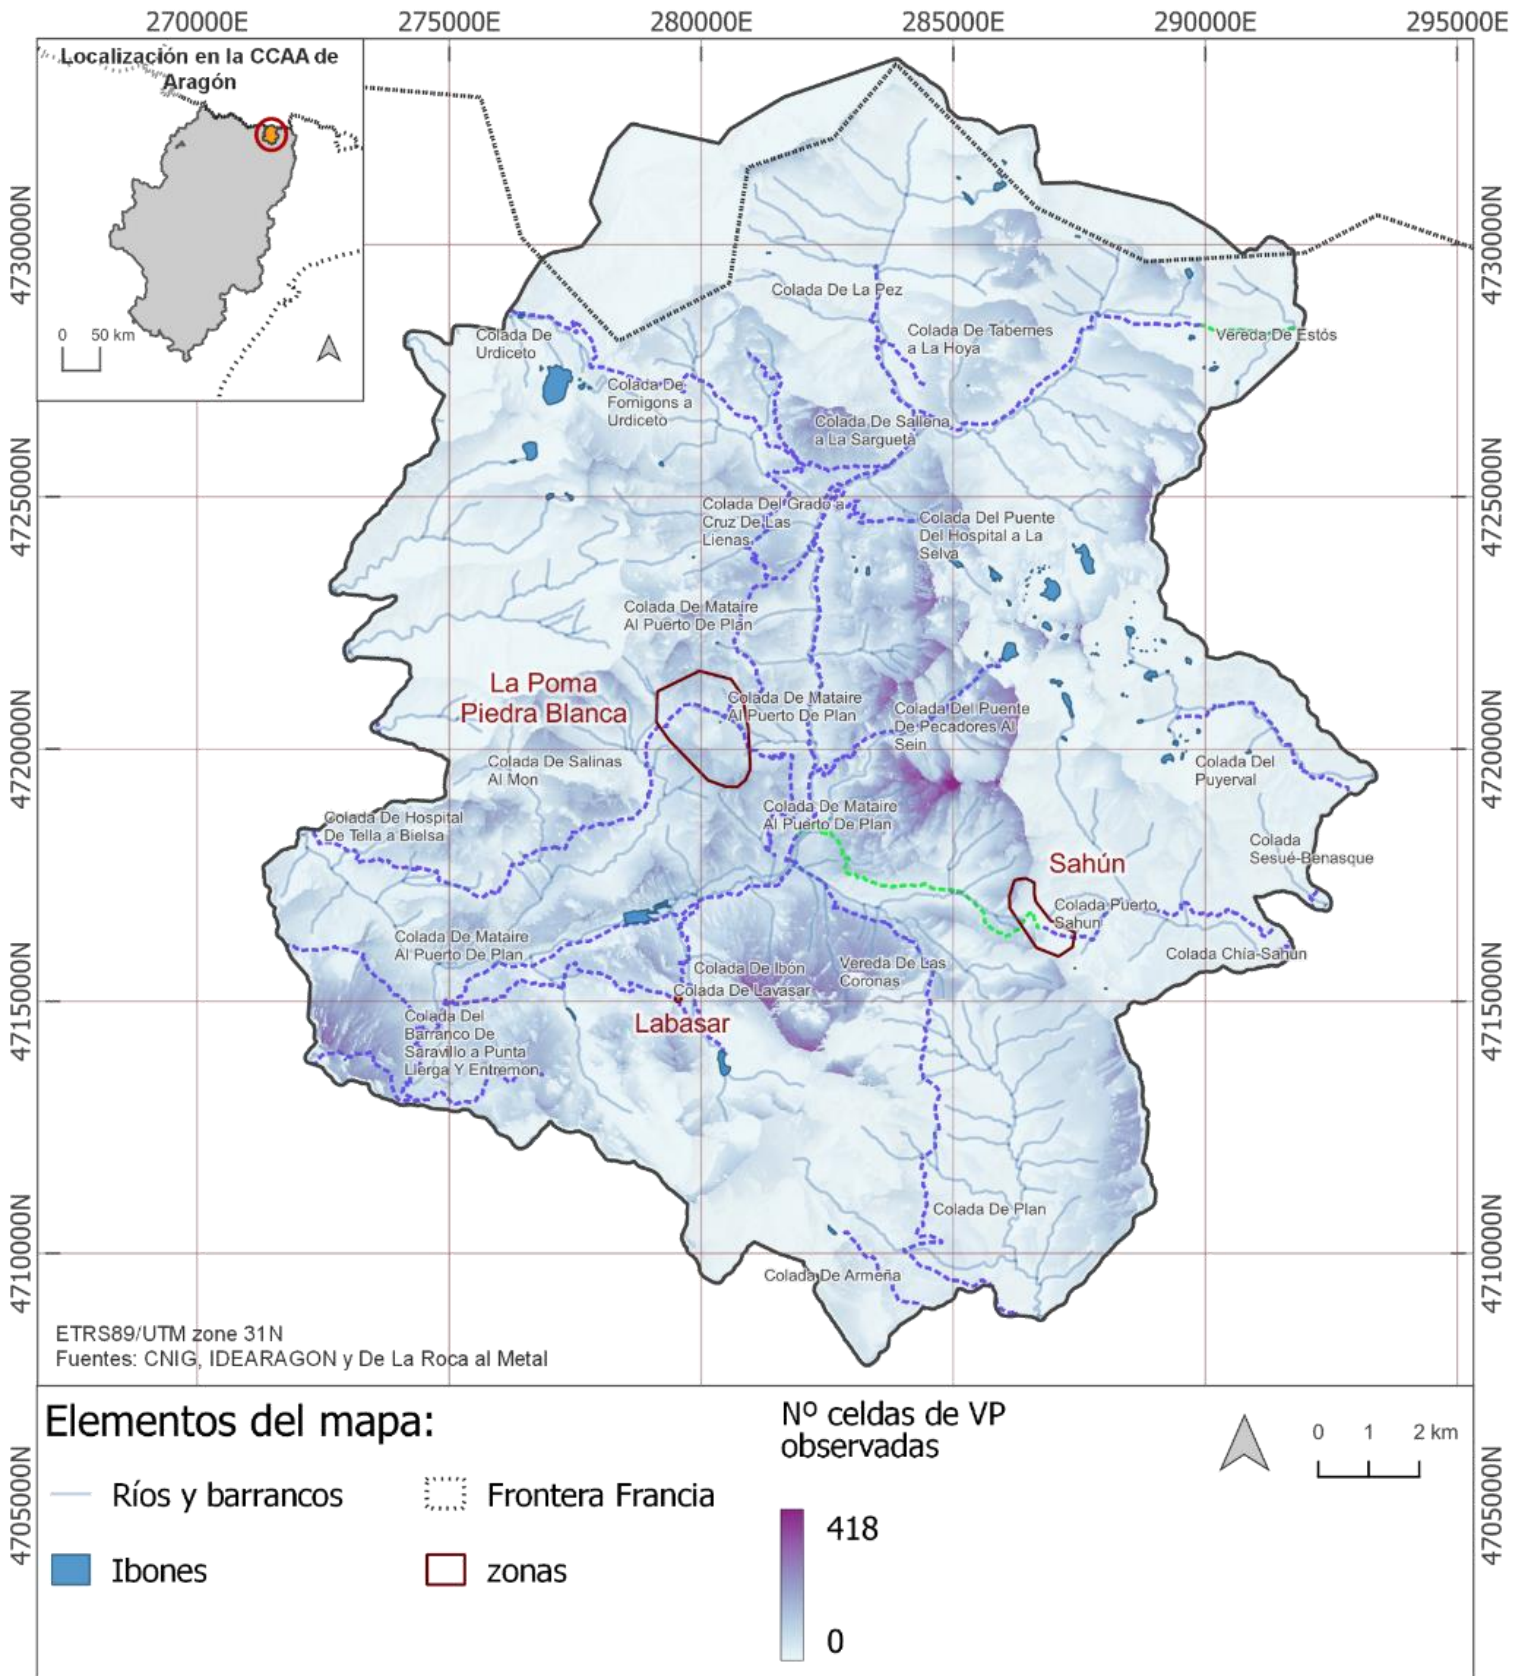 270000E
275000E
280000E
285000E
290000E
295000E
Localización en la CCAA de
Aragón
0
50 km
4730000N
4730000N
4725000N
4725000N
4720000N
4720000N
4715000N
4715000N
4710000N
4710000N
4705000N
4705000N
Colada De La Pez
Colada De
Urdiceto
Colada De Tabernes
a La Hoya
Vereda De Estós
Colada De
Fornigons a
Urdiceto
Colada De Sallena
a La Sargueta
Colada Del Grado a
Cruz De Las
Lienas
Colada Del Puente
Del Hospital a La
Selva
Colada De Mataire
Al Puerto De Plan
La Poma
Piedra Blanca
Colada De Mataire
Al Puerto De Plan
Colada Del Puente
De Pecadores Al
Sein
Colada De Salinas
Al Mon
Colada Del
Puyerval
Colada De Hospital
De Tella a Bielsa
Colada De Mataire
Al Puerto De Plan
Colada
Sesué-Benasque
Sahún
Colada Puerto
Sahun
Colada De Mataire
Al Puerto De Plan
Colada Chía-Sahun
Colada De Ibón
Vereda De Las
Coronas
Colada De Lavasar
Labasar
Colada Del
Barranco De
Saravillo a Punta
Llerga Y Entremon
Colada De Plan
Colada De Armeña
ETRS89/UTM zone 31N
Fuentes: CNIG, IDEARAGON y De La Roca al Metal
Elementos del mapa:
Ríos y barrancos
Frontera Francia
Ibones
zonas
Nº celdas de VP
observadas
418
0
0
1
2 km